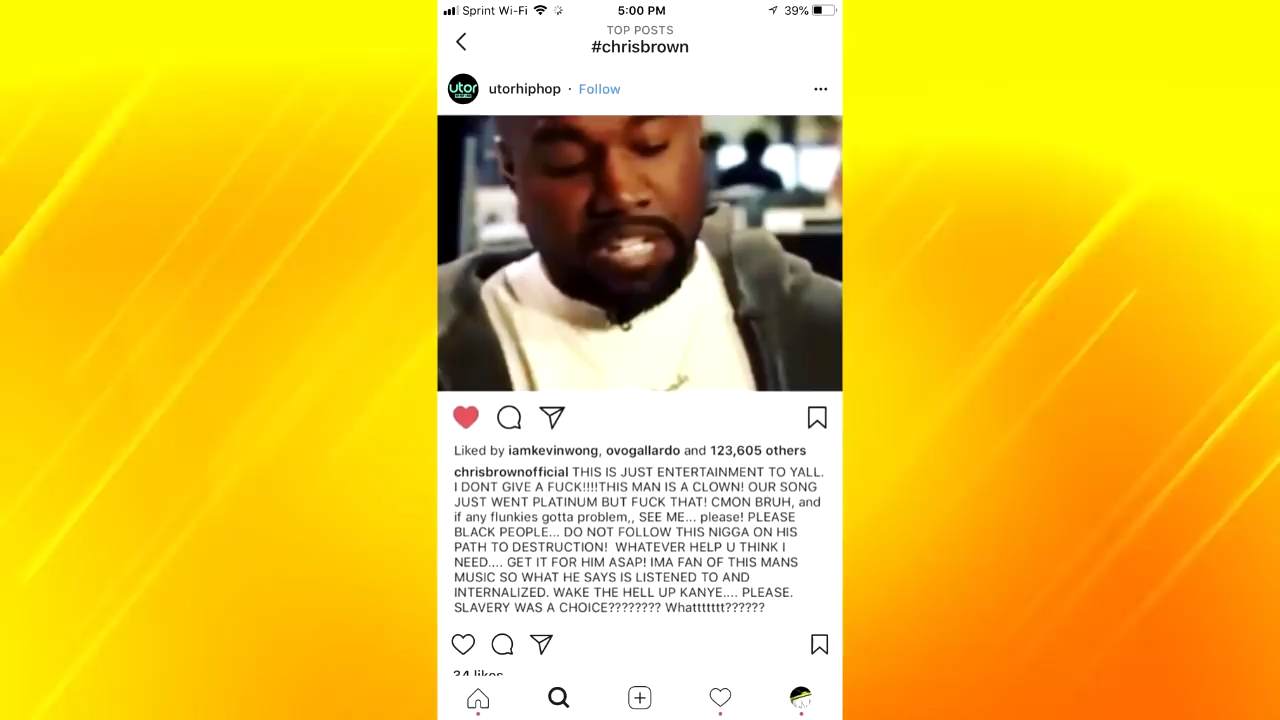 Sprint Wi-Fi 5:00 PM 39%
TOP POSTS
#chrisbrown
utor
utorhiphop · Follow •••
Liked by iamkevinwong, ovogallardo and 123,605 others
chrisbrownofficial THIS IS JUST ENTERTAINMENT TO YALL.
I DONT GIVE A FUCK!!!!THIS MAN IS A CLOWN! OUR SONG
JUST WENT PLATINUM BUT FUCK THAT! CMON BRUH, and
if any flunkies gotta problem,, SEE ME... please! PLEASE
BLACK PEOPLE... DO NOT FOLLOW THIS NIGGA ON HIS
PATH TO DESTRUCTION!  WHATEVER HELP U THINK I
NEED.... GET IT FOR HIM ASAP! IMA FAN OF THIS MANS
MUSIC SO WHAT HE SAYS IS LISTENED TO AND
INTERNALIZED. WAKE THE HELL UP KANYE.... PLEASE.
SLAVERY WAS A CHOICE???????? Whattttttt??????
34 likes